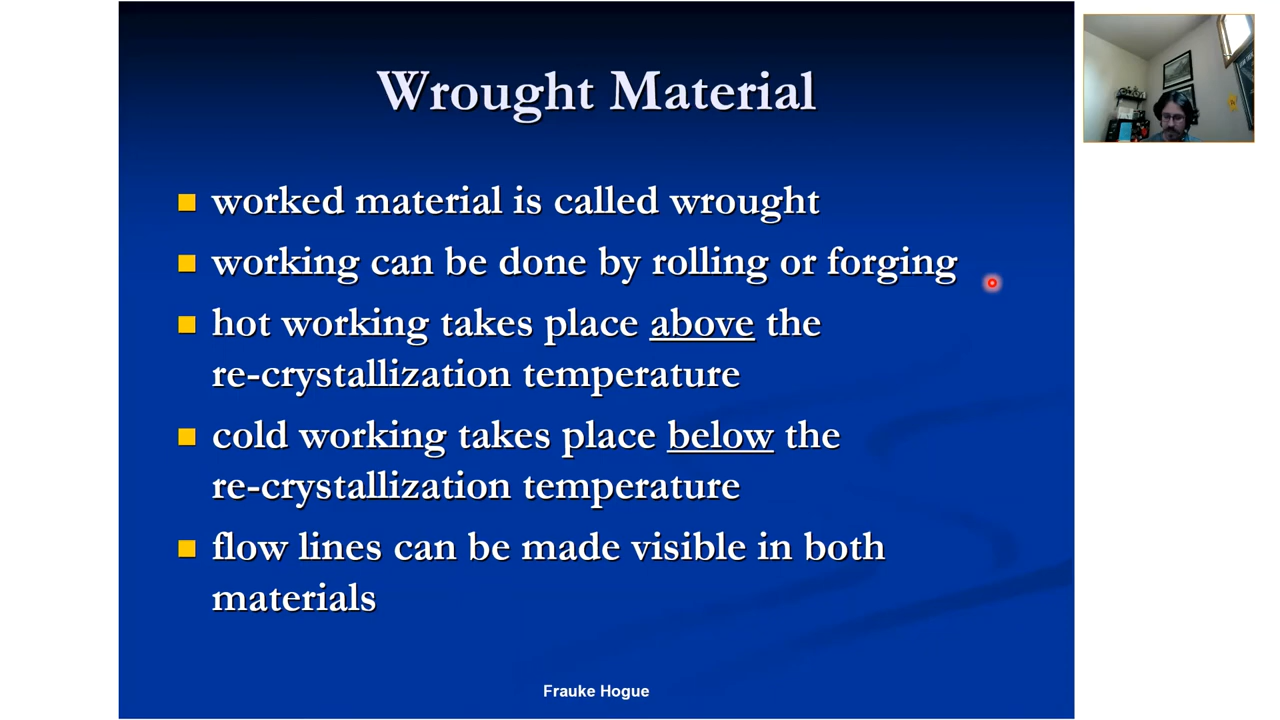 Wrought Material
worked material is called wrought
working can be done by rolling or forging
hot working takes place above the
re-crystallization temperature
cold working takes place below the
re-crystallization temperature
flow lines can be made visible in both
materials
Frauke Hogue